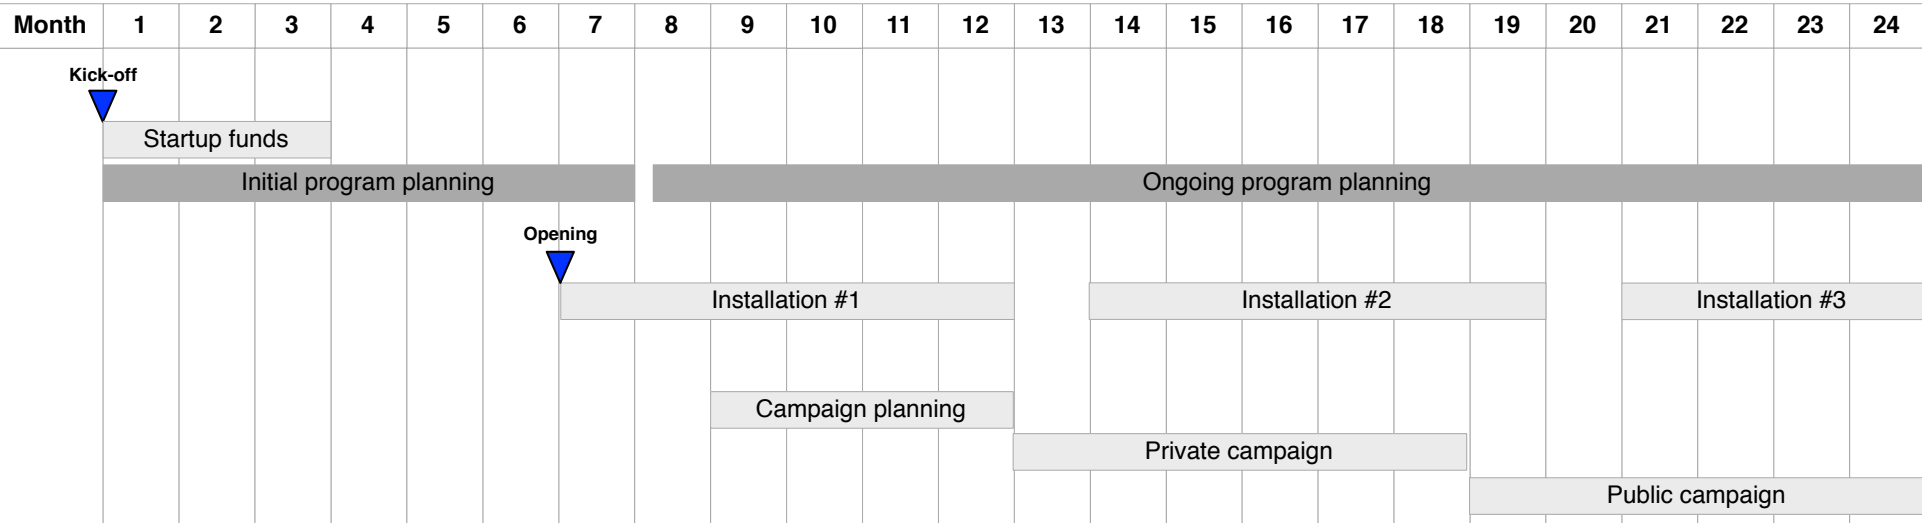 Month 1 2 3 4 5 6 7 8 9 10 11 12 13 14 15 16 17 18 19 20 21 22 23 24
Kick-off
Startup funds
Initial program planning Ongoing program planning
Opening
Installation #1 Installation #2 Installation #3
Campaign planning
Private campaign
Public campaign